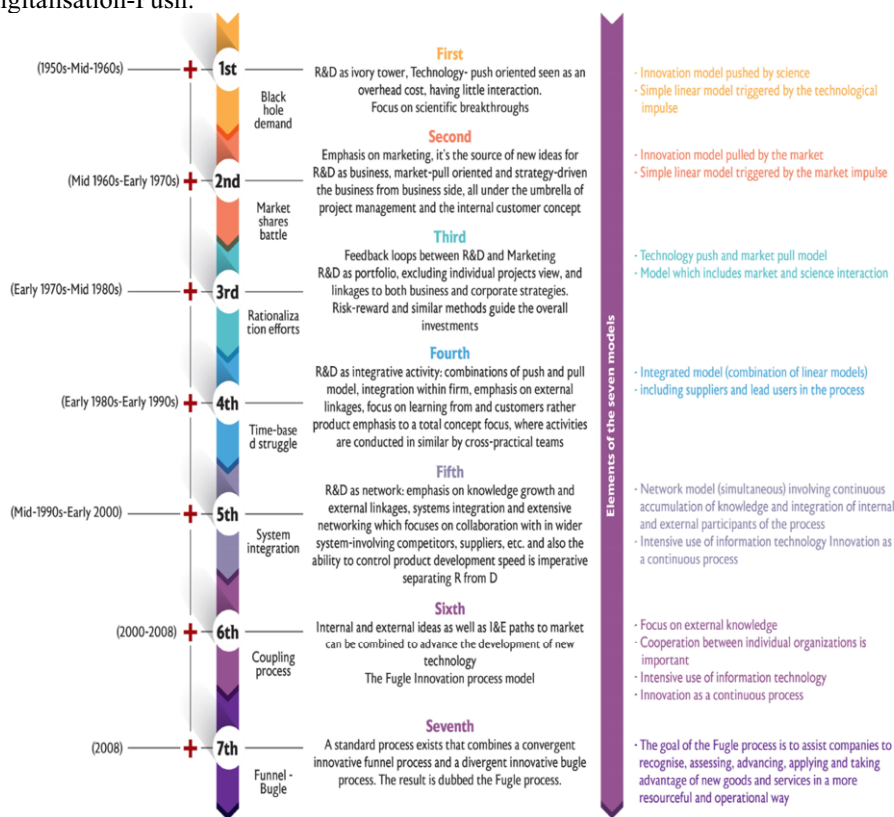 gitalisation-Push.
(1950s-Mid-1960s)
1st
Black
hole
demand
First
R&D as ivory tower, Technology- push oriented seen as an
overhead cost, having little interaction.
Focus on scientific breakthroughs
- Innovation model pushed by science
- Simple linear model triggered by the technological
impulse
(Mid 1960s-Early 1970s)
2nd
Market
shares
battle
Second
Emphasis on marketing, it's the source of new ideas for
R&D as business, market-pull oriented and strategy-driven
the business from business side, all under the umbrella of
project management and the internal customer concept
- Innovation model pulled by the market
- Simple linear model triggered by the market impulse
(Early 1970s-Mid 1980s)
3rd
Rationaliza
tion efforts
Third
Feedback loops between R&D and Marketing
R&D as portfolio, excluding individual projects view, and
linkages to both business and corporate strategies.
Risk-reward and similar methods guide the overall
investments
- Technology push and market pull model
- Model which includes market and science interaction
(Early 1980s-Early 1990s)
4th
Time-base
d struggle
Fourth
R&D as integrative activity: combinations of push and pull
model, integration within firm, emphasis on external
linkages, focus on learning from and customers rather
product emphasis to a total concept focus, where activities
are conducted in similar by cross-practical teams
- Integrated model (combination of linear models)
- including suppliers and lead users in the process
(Mid-1990s-Early 2000)
5th
System
integration
Fifth
R&D as network: emphasis on knowledge growth and
external linkages, systems integration and extensive
networking which focuses on collaboration with in wider
system-involving competitors, suppliers, etc. and also the
ability to control product development speed is imperative
separating R from D
- Network model (simultaneous) involving continuous
accumulation of knowledge and integration of internal
and external participants of the process
- Intensive use of information technology Innovation as
a continuous process
(2000-2008)
6th
Coupling
process
Sixth
Internal and external ideas as well as I&E paths to market
can be combined to advance the development of new
technology
The Fugle Innovation process model
- Focus on external knowledge
- Cooperation between individual organizations is
important
- Intensive use of information technology
- Innovation as a continuous process
(2008)
7th
Funnel -
Bugle
Seventh
A standard process exists that combines a convergent
innovative funnel process and a divergent innovative bugle
process. The result is dubbed the Fugle process.
- The goal of the Fugle process is to assist companies to
recognise, assessing, advancing, applying and taking
advantage of new goods and services in a more
resourceful and operational way
Elements of the seven models